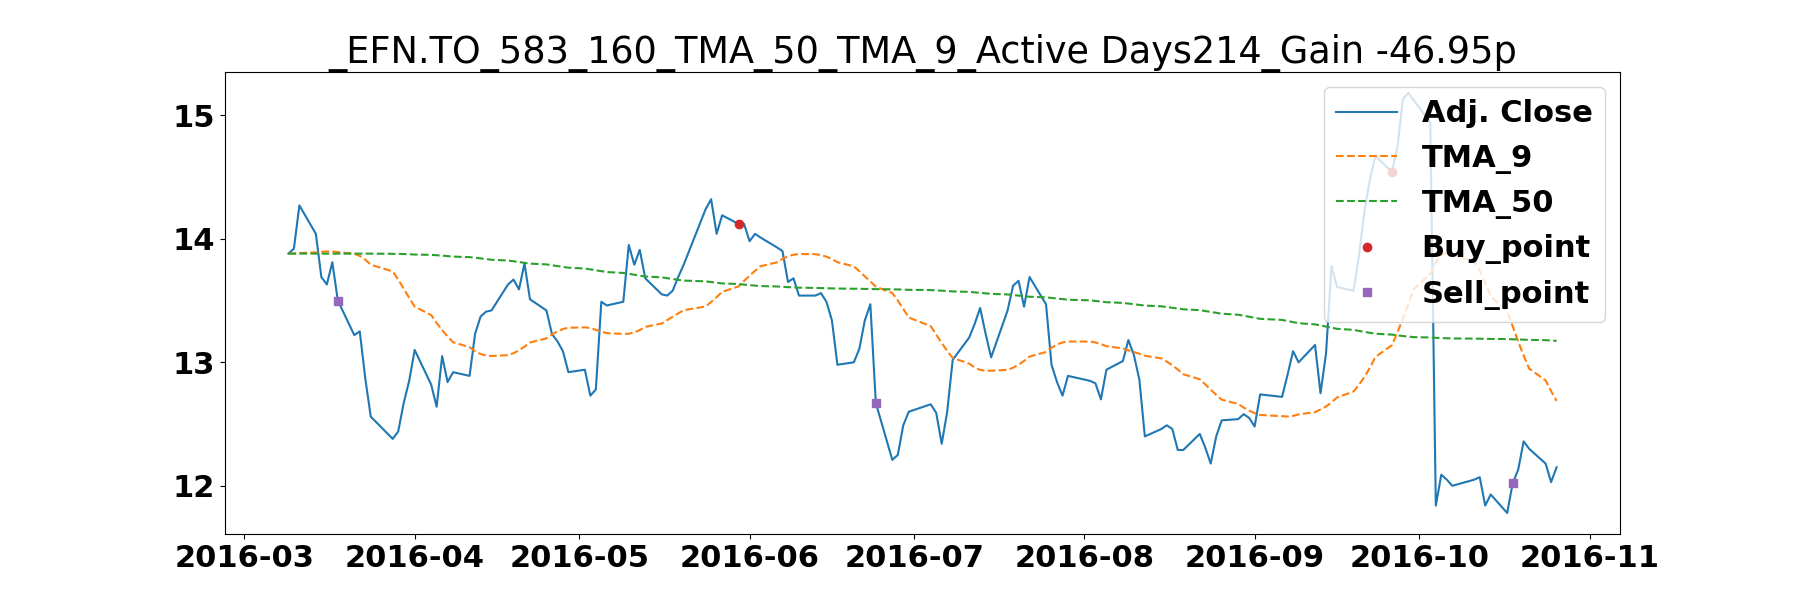 _EFN.TO_583_160_TMA_50_TMA_9_Active Days214_Gain -46.95p
15
14
13
12
Adj. Close
TMA_9
TMA_50
Buy_point
Sell_point
2016-03 2016-04 2016-05 2016-06 2016-07 2016-08 2016-09 2016-10 2016-11